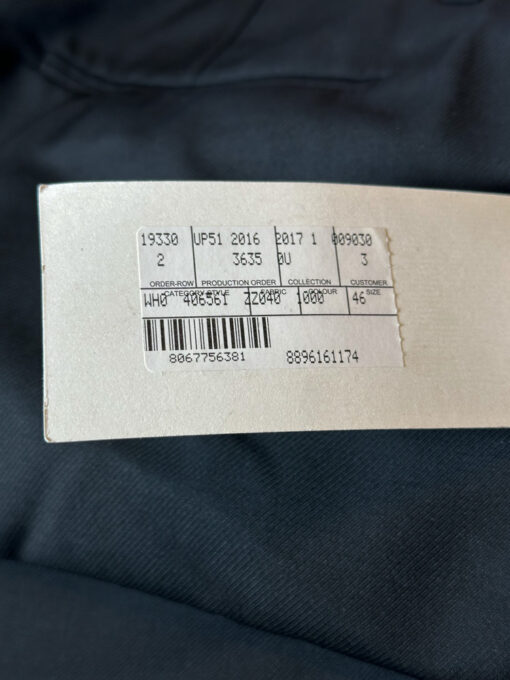 19330 UP51 2016 2017 1 009030
2 3635 0U 3
ORDER-ROW PRODUCTION ORDER COLLECTION CUSTOMER
CATEGORY-STYLE FABRIC COLOUR SIZE
WH0 406561 ZZ040 1000 46
8067756381 8896161174